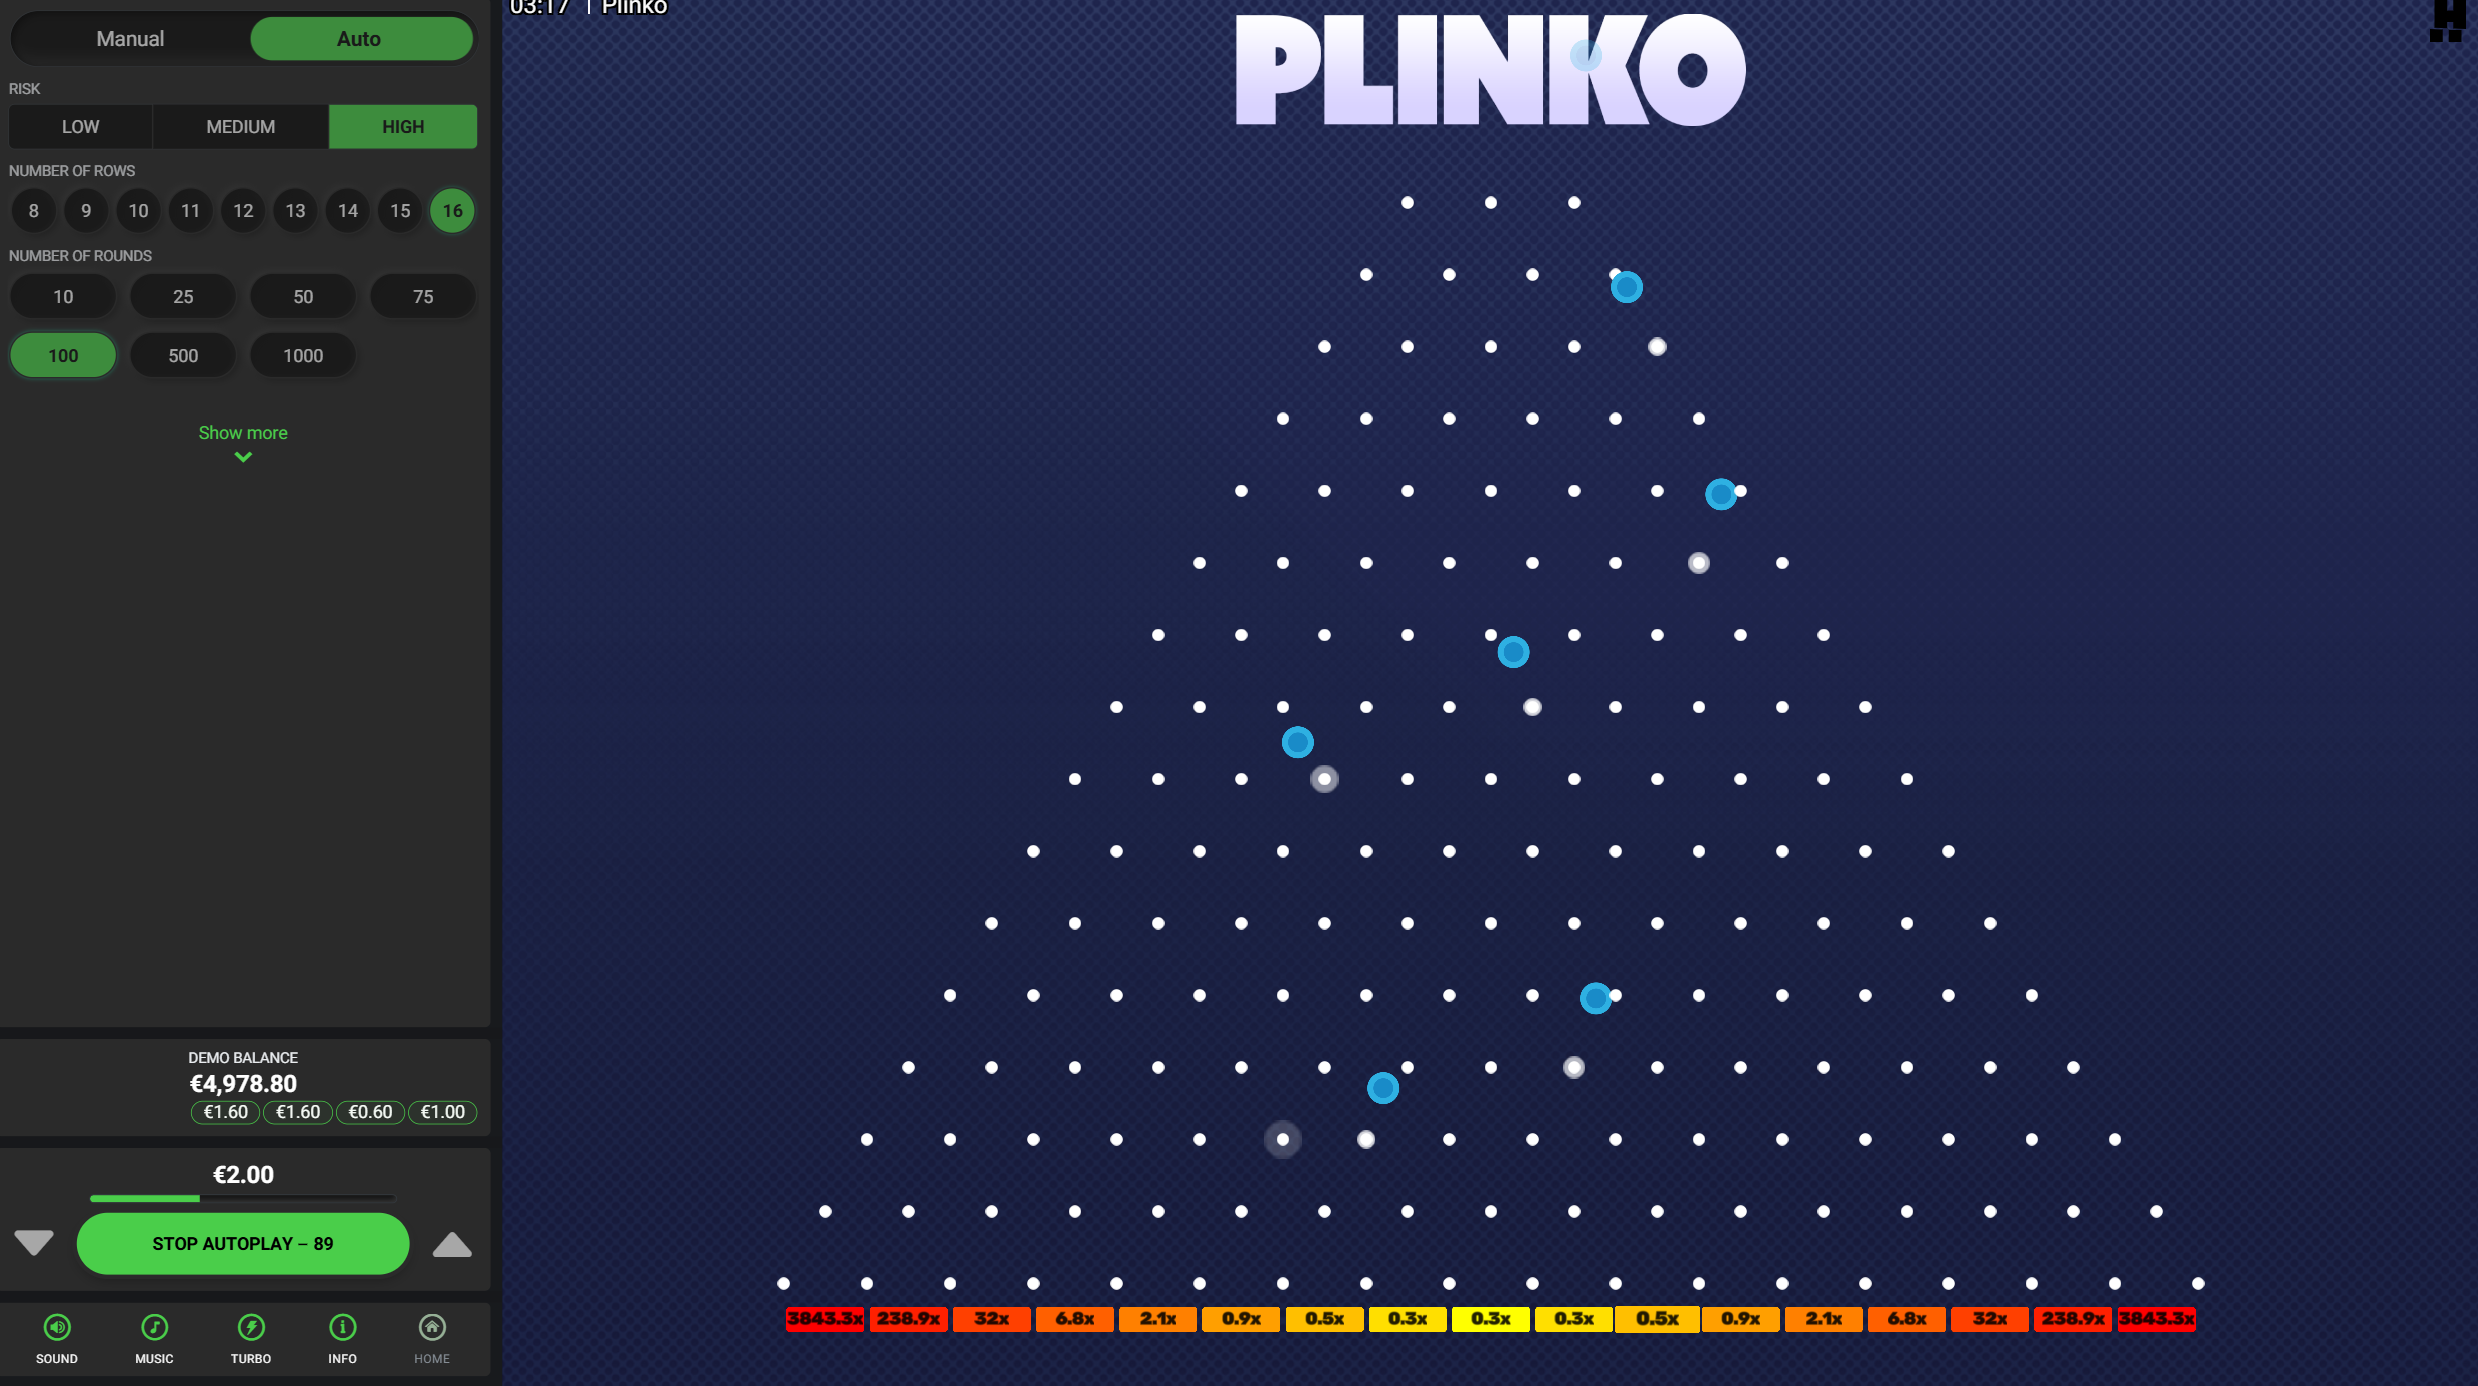 03:17 | Plinko
PLINKO
Manual Auto
RISK
LOW MEDIUM HIGH
NUMBER OF ROWS
8 9 10 11 12 13 14 15 16
NUMBER OF ROUNDS
10 25 50 75
100 500 1000
Show more
DEMO BALANCE
€4,978.80
€1.60 €1.60 €0.60 €1.00
€2.00
STOP AUTOPLAY – 89
SOUND MUSIC TURBO INFO HOME
3843.3x 238.9x 32x 6.8x 2.1x 0.9x 0.5x 0.3x 0.3x 0.3x 0.5x 0.9x 2.1x 6.8x 32x 238.9x 3843.3x